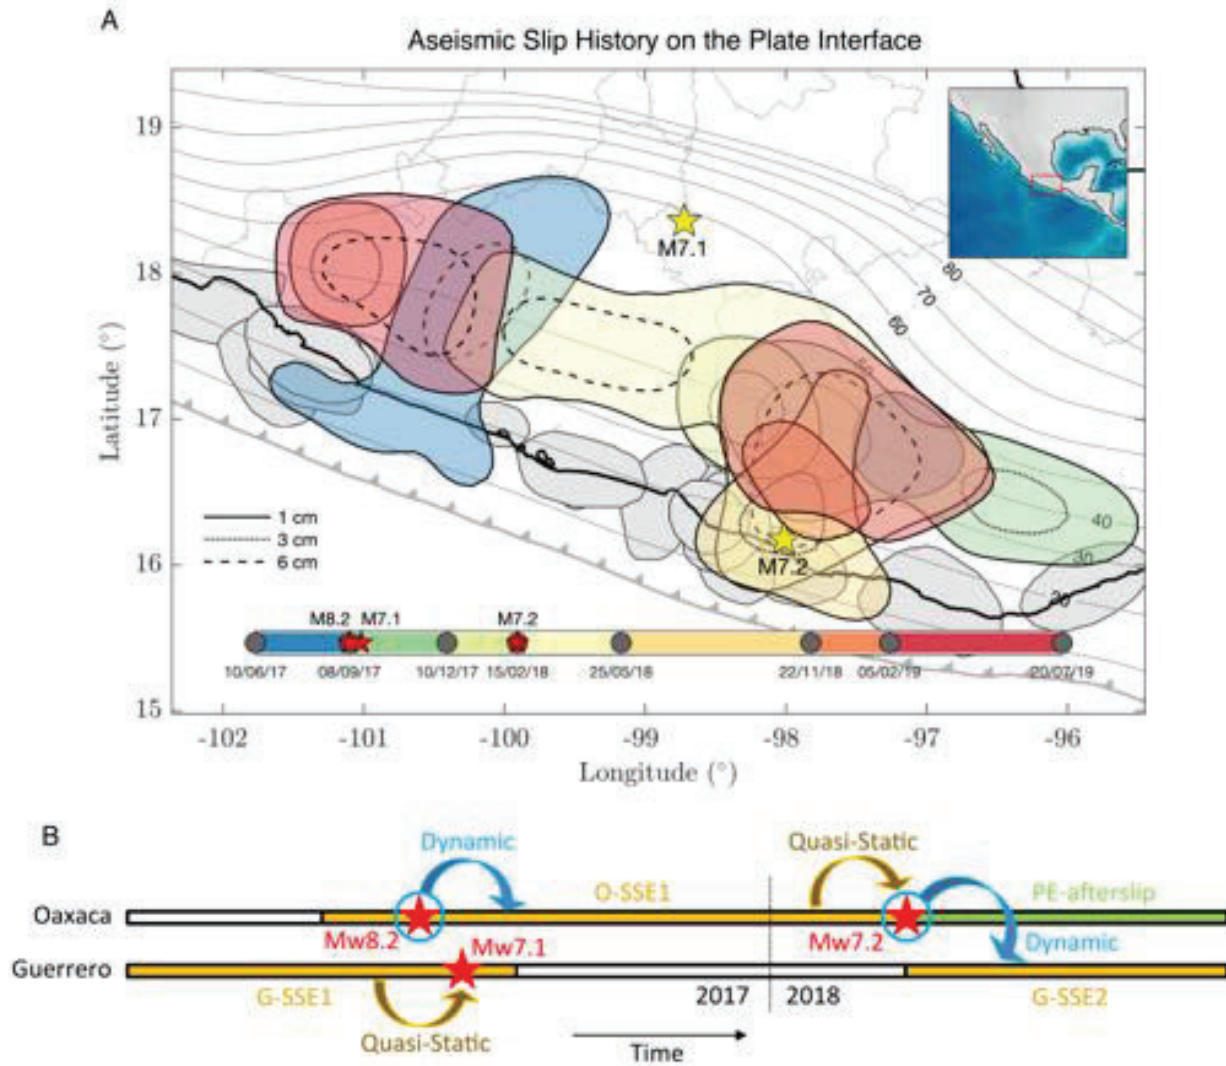 A
Aseismic Slip History on the Plate Interface
19
18
17
16
15
Latitude (°)
M7.1
80
70
60
40
30
20
M7.2
1 cm
3 cm
6 cm
M8.2 M7.1 M7.2
10/06/17 08/09/17 10/12/17 15/02/18 25/05/18 22/11/18 05/02/19 20/07/19
-102 -101 -100 -99 -98 -97 -96
Longitude (°)
B
Dynamic Quasi-Static
O-SSE1 PE-afterslip
Oaxaca
Mw8.2 Mw7.1 Mw7.2 Dynamic
Guerrero
G-SSE1 2017 2018 G-SSE2
Quasi-Static
Time